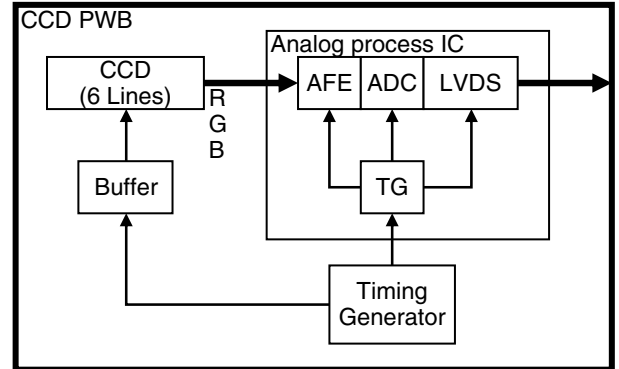 CCD PWB
Analog process IC
CCD
(6 Lines)
R
G
B
AFE
ADC
LVDS
Buffer
TG
Timing
Generator